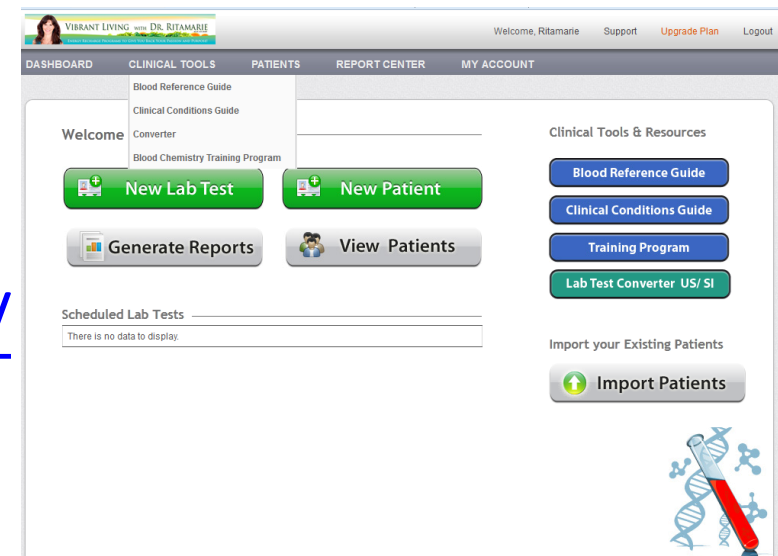 VIBRANT LIVING WITH DR. RITAMARIE
Welcome, Ritamarie Support Upgrade Plan Logout
DASHBOARD CLINICAL TOOLS PATIENTS REPORT CENTER MY ACCOUNT
Blood Reference Guide
Clinical Conditions Guide
Converter
Blood Chemistry Training Program
Welcome
New Lab Test
New Patient
Generate Reports
View Patients
Scheduled Lab Tests
There is no data to display.
Clinical Tools & Resources
Blood Reference Guide
Clinical Conditions Guide
Training Program
Lab Test Converter US/ SI
Import your Existing Patients
Import Patients